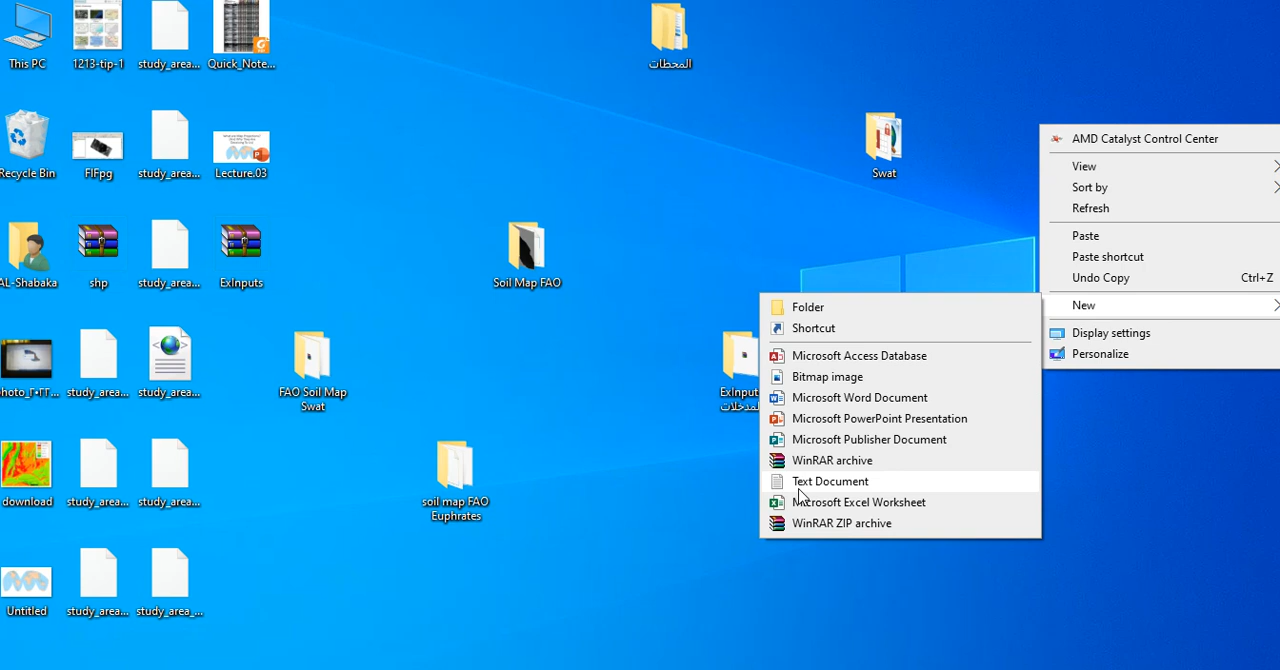 This PC
1213-tip-1
study_area...
Quick_Note...
المحطات
Recycle Bin
FIFpg
study_area...
Lecture.03
Swat
AL-Shabaka
shp
study_area...
ExInputs
Soil Map FAO
study_area...
study_area...
FAO Soil Map
Swat
ExInput
المدخلات
download
study_area...
study_area...
soil map FAO
Euphrates
Untitled
study_area...
study_area_...
AMD Catalyst Control Center
View
Sort by
Refresh
Paste
Paste shortcut
Undo Copy Ctrl+Z
New
Display settings
Personalize
Folder
Shortcut
Microsoft Access Database
Bitmap image
Microsoft Word Document
Microsoft PowerPoint Presentation
Microsoft Publisher Document
WinRAR archive
Text Document
Microsoft Excel Worksheet
WinRAR ZIP archive